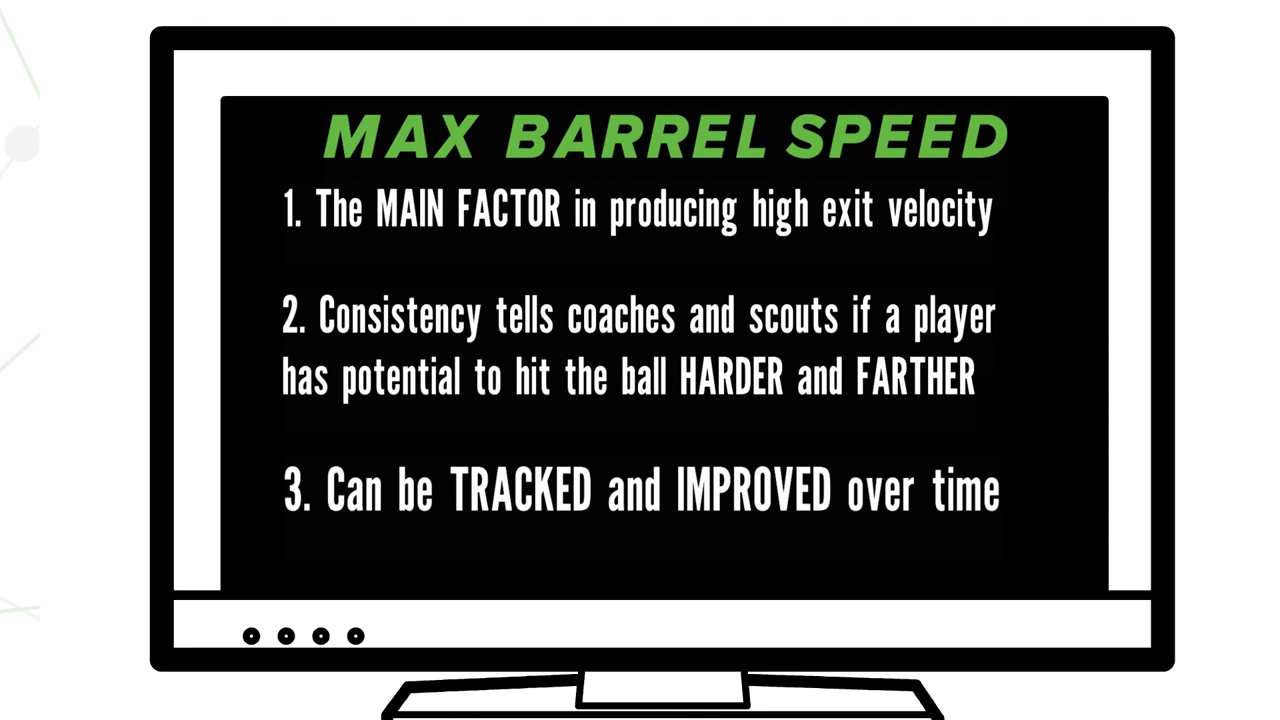 MAX BARREL SPEED
1. The MAIN FACTOR in producing high exit velocity
2. Consistency tells coaches and scouts if a player
has potential to hit the ball HARDER and FARTHER
3. Can be TRACKED and IMPROVED over time